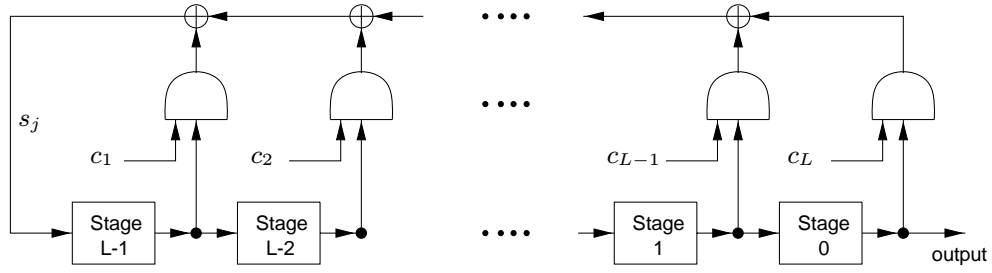 s_j
c_1
c_2
c_{L-1}
c_L
Stage
L-1
Stage
L-2
Stage
1
Stage
0
output